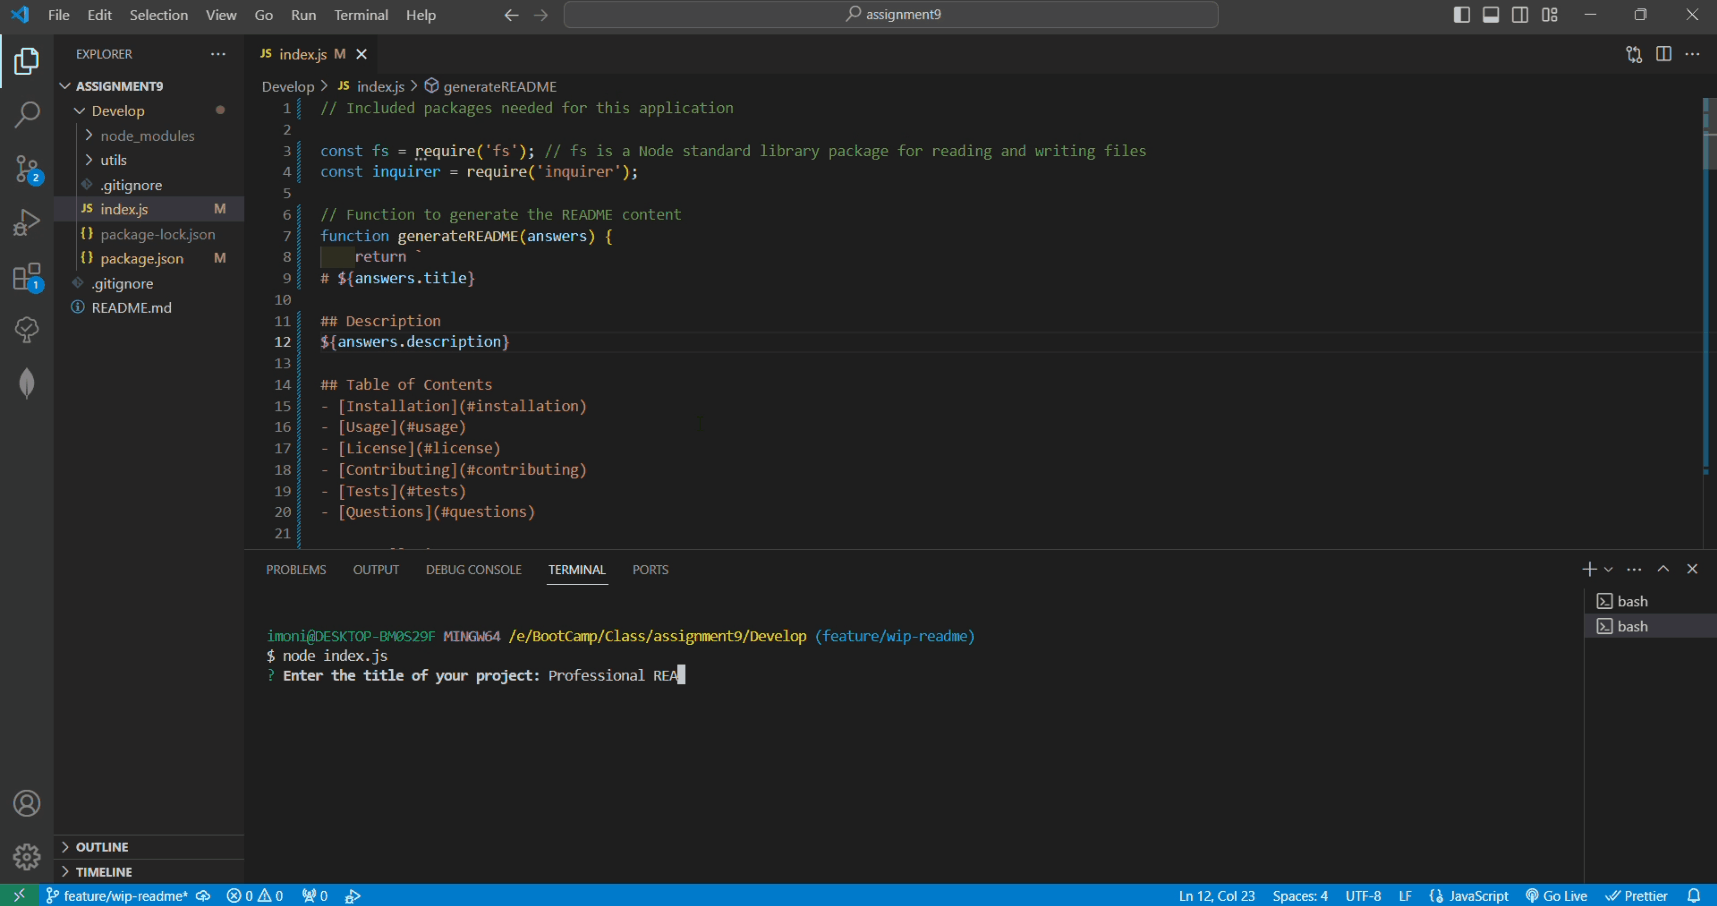 File Edit Selection View Go Run Terminal Help
assignment9
EXPLORER
ASSIGNMENT9
Develop
node_modules
utils
.gitignore
JS index.js M
{} package-lock.json
{} package.json M
.gitignore
README.md
OUTLINE
TIMELINE
2
1
JS index.js M
Develop > JS index.js > generateREADME
1 // Included packages needed for this application
2
3 const fs = require('fs'); // fs is a Node standard library package for reading and writing files
4 const inquirer = require('inquirer');
5
6 // Function to generate the README content
7 function generateREADME(answers) {
8     return `
9 # ${answers.title}
10
11 ## Description
12 ${answers.description}
13
14 ## Table of Contents
15 - [Installation](#installation)
16 - [Usage](#usage)
17 - [License](#license)
18 - [Contributing](#contributing)
19 - [Tests](#tests)
20 - [Questions](#questions)
21
PROBLEMS OUTPUT DEBUG CONSOLE TERMINAL PORTS
bash
bash
imoni@DESKTOP-BM0S29F MINGW64 /e/BootCamp/Class/assignment9/Develop (feature/wip-readme)
$ node index.js
? Enter the title of your project: Professional REA
feature/wip-readme* 0 0 0 Ln 12, Col 23 Spaces: 4 UTF-8 LF {} JavaScript Go Live Prettier